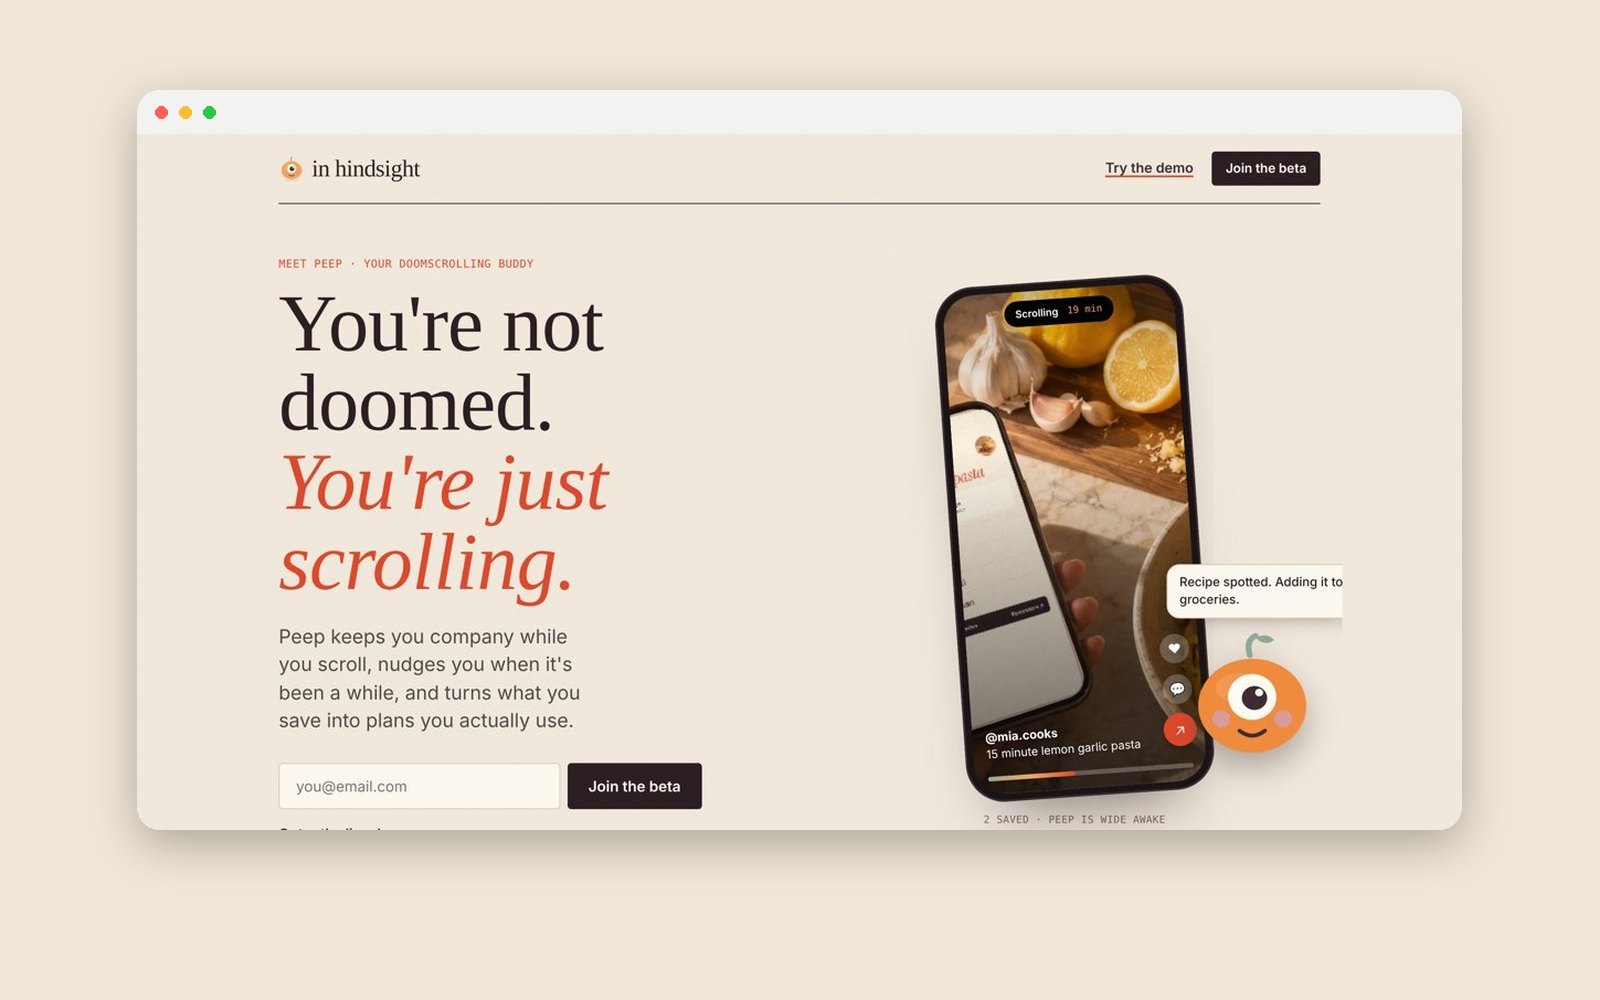 in hindsight
Try the demo
Join the beta
MEET PEEP · YOUR DOOMSCROLLING BUDDY
You're not
doomed.
You're just
scrolling.
Peep keeps you company while
you scroll, nudges you when it's
been a while, and turns what you
save into plans you actually use.
you@email.com
Join the beta
Scrolling 19 min
pasta
Recipe spotted. Adding it to
groceries.
@mia.cooks
15 minute lemon garlic pasta
2 SAVED · PEEP IS WIDE AWAKE